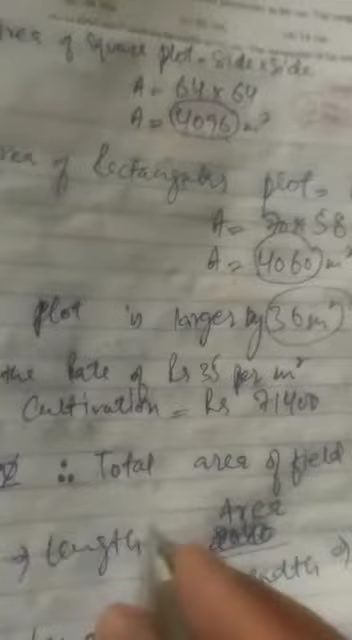 Area of square plot = side × side
A = 64 × 64
A = 4096 m²
Area of Rectangular plot =
A = 70 × 58
A = 4060 m²
plot is larger by 36 m²
the Rate of Rs 35 per m²
Cultivation = Rs 71400
∴ Total area of field
Area
⇒ Length
⇒